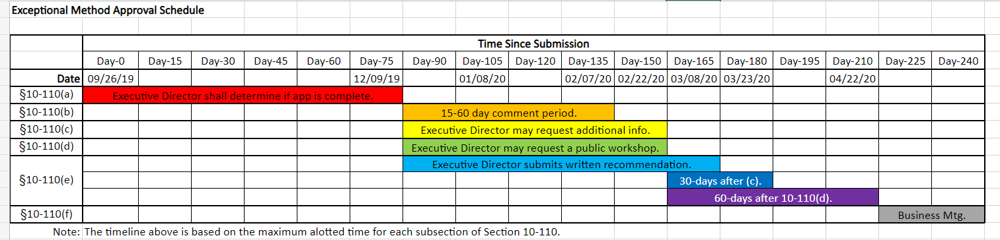 Exceptional Method Approval Schedule
Time Since Submission
Day-0 Day-15 Day-30 Day-45 Day-60 Day-75 Day-90 Day-105 Day-120 Day-135 Day-150 Day-165 Day-180 Day-195 Day-210 Day-225 Day-240
Date 09/26/19 12/09/19 01/08/20 02/07/20 02/22/20 03/08/20 03/23/20 04/22/20
§10-110(a) Executive Director shall determine if app is complete.
§10-110(b) 15-60 day comment period.
§10-110(c) Executive Director may request additional info.
§10-110(d) Executive Director may request a public workshop.
Executive Director submits written recommendation.
§10-110(e) 30-days after (c).
60-days after 10-110(d).
§10-110(f) Business Mtg.
Note: The timeline above is based on the maximum alotted time for each subsection of Section 10-110.